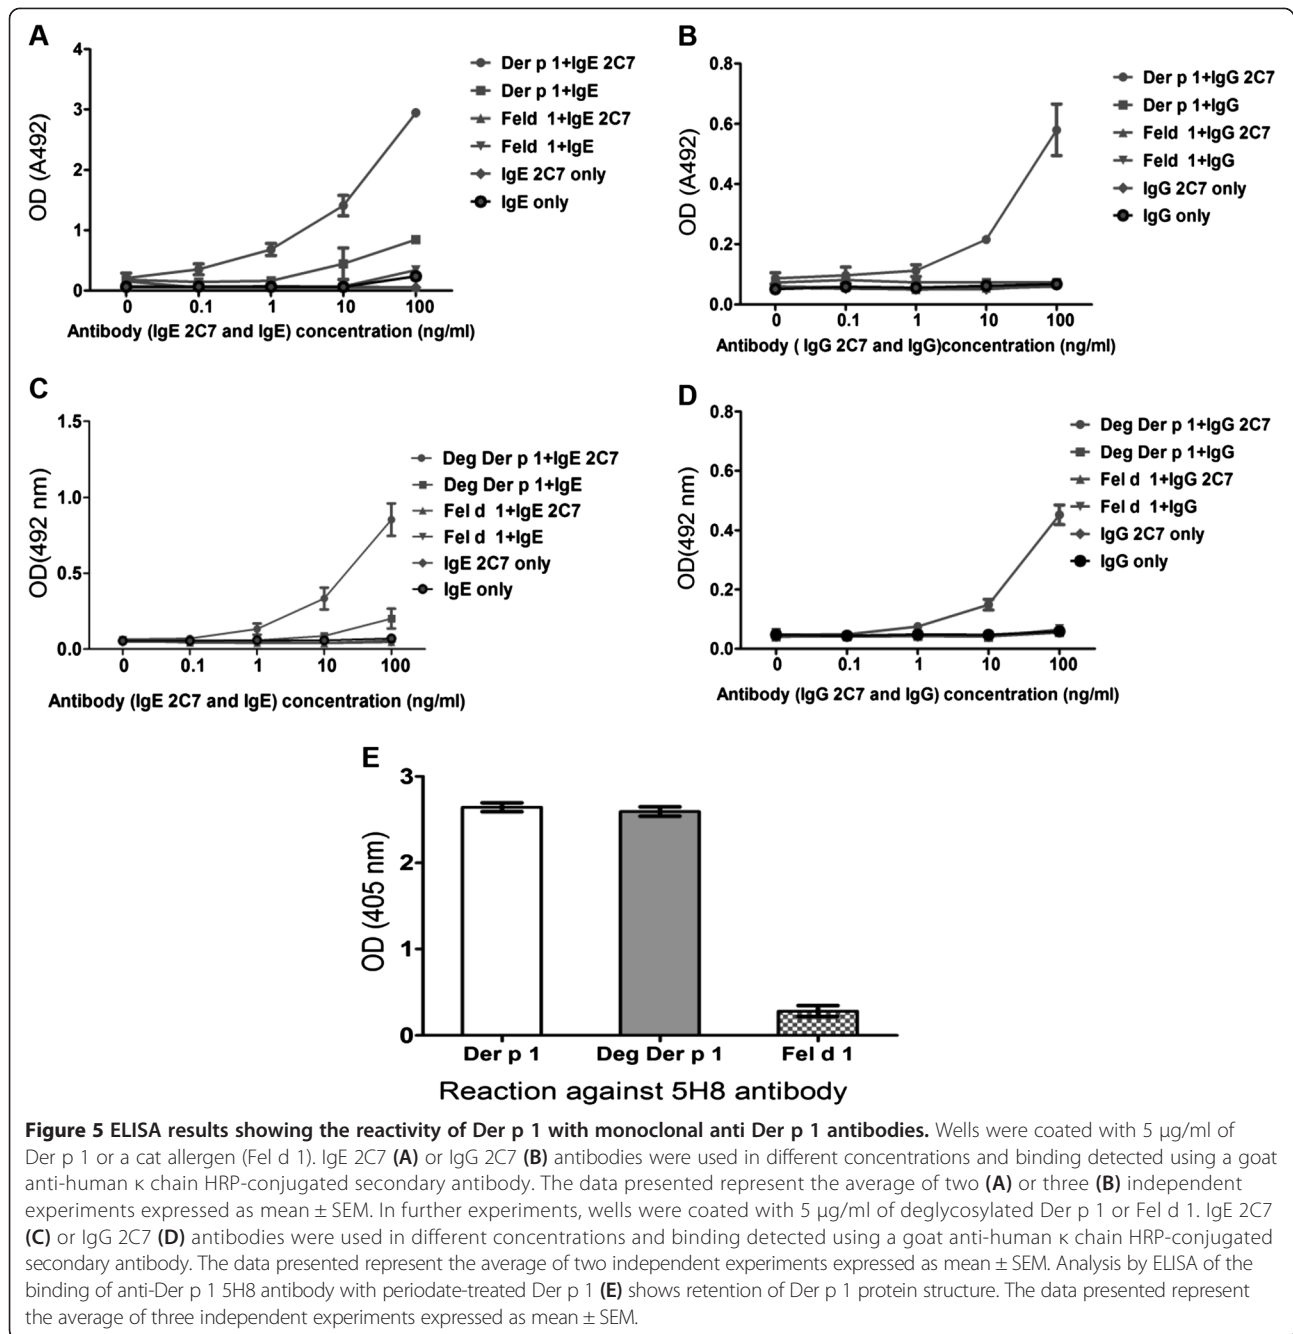 A
4
3
2
1
0
OD (A492)
0 0.1 1 10 100
Antibody (IgE 2C7 and IgE) concentration (ng/ml)
Der p 1+IgE 2C7
Der p 1+IgE
Feld 1+IgE 2C7
Feld 1+IgE
IgE 2C7 only
IgE only
B
0.8
0.6
0.4
0.2
0.0
OD (A492)
0 0.1 1 10 100
Antibody ( IgG 2C7 and IgG)concentration (ng/ml)
Der p 1+IgG 2C7
Der p 1+IgG
Feld 1+IgG 2C7
Feld 1+IgG
IgG 2C7 only
IgG only
C
1.5
1.0
0.5
0.0
OD(492 nm)
0 0.1 1 10 100
Antibody (IgE 2C7 and IgE) concentration (ng/ml)
Deg Der p 1+IgE 2C7
Deg Der p 1+IgE
Fel d 1+IgE 2C7
Fel d 1+IgE
IgE 2C7 only
IgE only
D
0.8
0.6
0.4
0.2
0.0
OD(492 nm)
0 0.1 1 10 100
Antibody (IgG 2C7 and IgG) concentration (ng/ml)
Deg Der p 1+IgG 2C7
Deg Der p 1+IgG
Fel d 1+IgG 2C7
Fel d 1+IgG
IgG 2C7 only
IgG only
E
3
2
1
0
OD (405 nm)
Der p 1 Deg Der p 1 Fel d 1
Reaction against 5H8 antibody
Figure 5 ELISA results showing the reactivity of Der p 1 with monoclonal anti Der p 1 antibodies. Wells were coated with 5 μg/ml of
Der p 1 or a cat allergen (Fel d 1). IgE 2C7 (A) or IgG 2C7 (B) antibodies were used in different concentrations and binding detected using a goat
anti-human κ chain HRP-conjugated secondary antibody. The data presented represent the average of two (A) or three (B) independent
experiments expressed as mean ± SEM. In further experiments, wells were coated with 5 μg/ml of deglycosylated Der p 1 or Fel d 1. IgE 2C7
(C) or IgG 2C7 (D) antibodies were used in different concentrations and binding detected using a goat anti-human κ chain HRP-conjugated
secondary antibody. The data presented represent the average of two independent experiments expressed as mean ± SEM. Analysis by ELISA of the
binding of anti-Der p 1 5H8 antibody with periodate-treated Der p 1 (E) shows retention of Der p 1 protein structure. The data presented represent
the average of three independent experiments expressed as mean ± SEM.